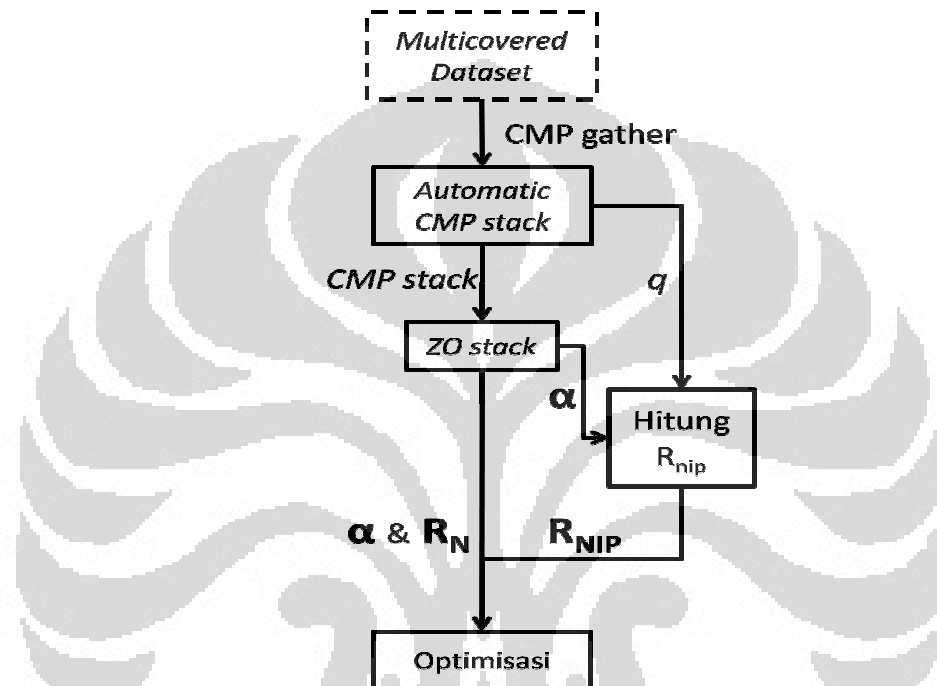 Multicovered
Dataset
CMP gather
Automatic
CMP stack
CMP stack
q
ZO stack
α
Hitung
Rnip
α & RN
RNIP
Optimisasi